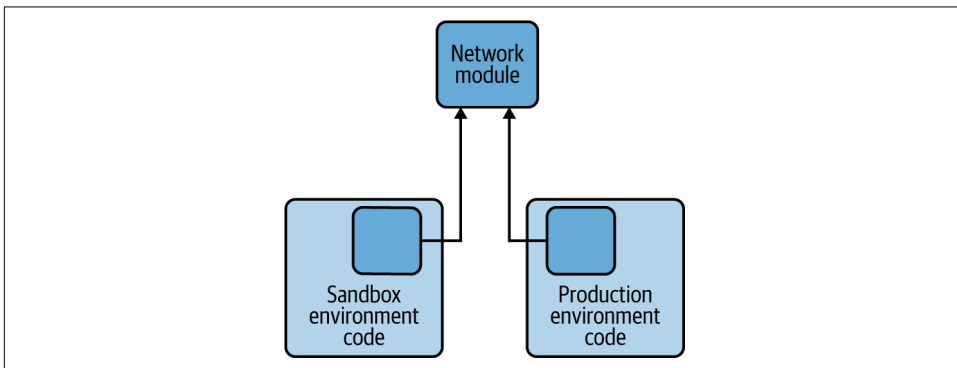 Network
module
Sandbox
environment
code
Production
environment
code